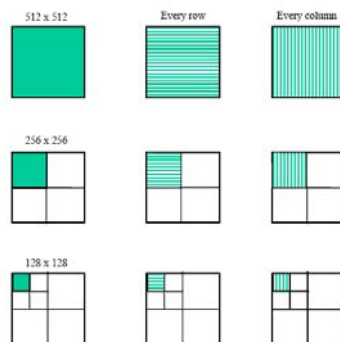 512 x 512
Every row
Every column
256 x 256
128 x 128